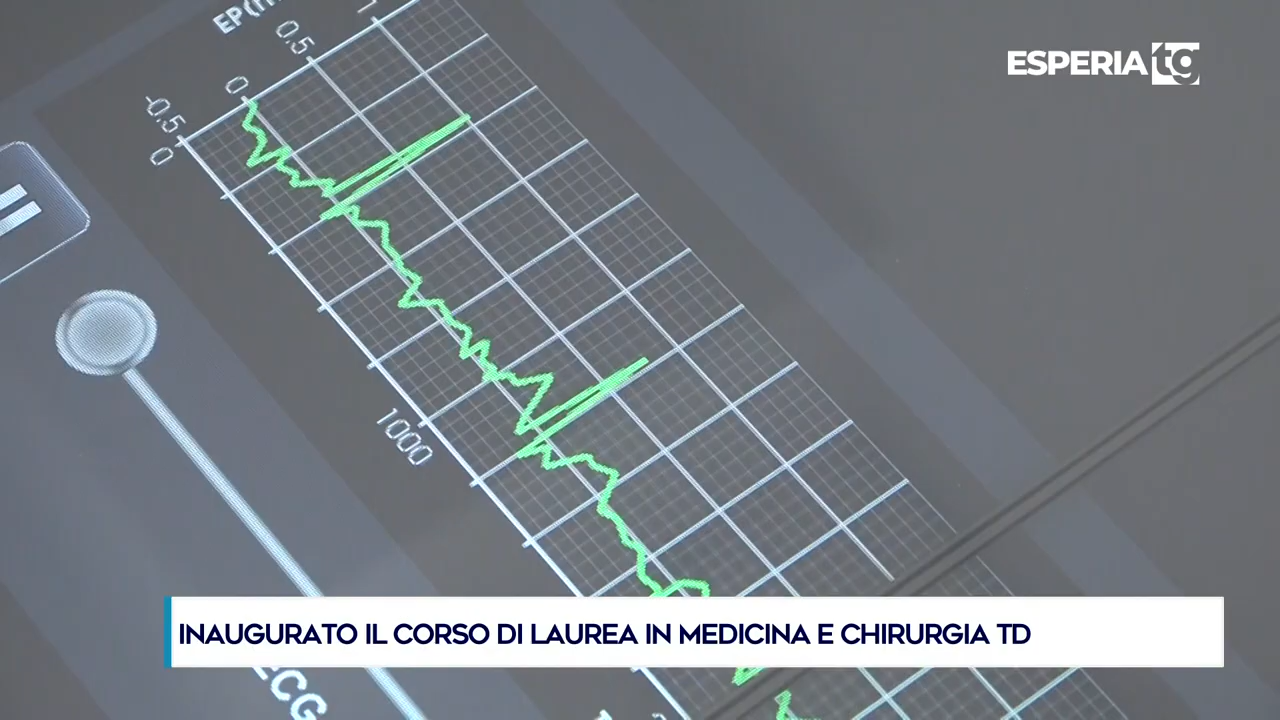 EP(m
0.5
0
-0.5
0
ESPERIA tg
1000
INAUGURATO IL CORSO DI LAUREA IN MEDICINA E CHIRURGIA TD
ECG